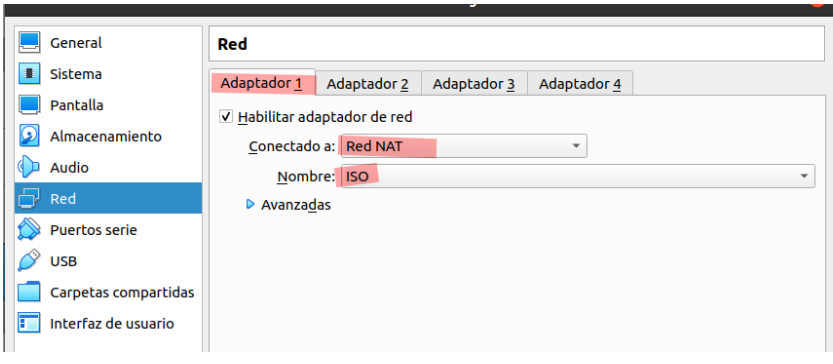 General
Sistema
Pantalla
Almacenamiento
Audio
Red
Puertos serie
USB
Carpetas compartidas
Interfaz de usuario
Red
Adaptador 1 Adaptador 2 Adaptador 3 Adaptador 4
Habilitar adaptador de red
Conectado a: Red NAT
Nombre: ISO
Avanzadas